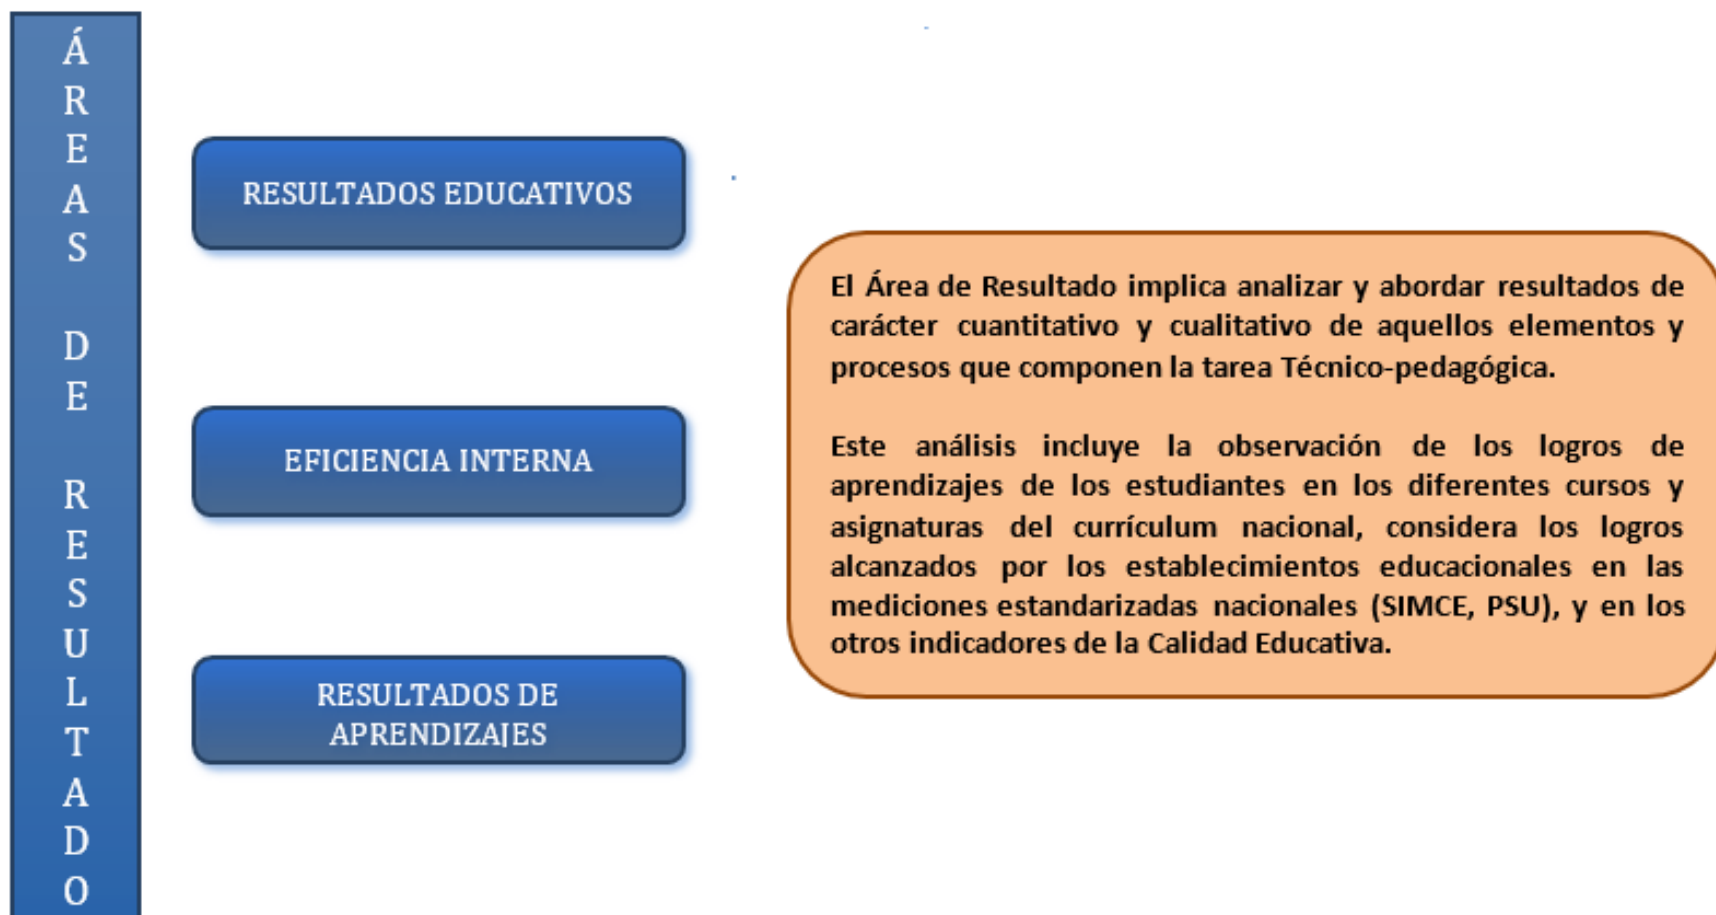 ÁREAS DE RESULTADO
RESULTADOS EDUCATIVOS
EFICIENCIA INTERNA
RESULTADOS DE
APRENDIZAJES
El Área de Resultado implica analizar y abordar resultados de
carácter cuantitativo y cualitativo de aquellos elementos y
procesos que componen la tarea Técnico-pedagógica.
Este análisis incluye la observación de los logros de
aprendizajes de los estudiantes en los diferentes cursos y
asignaturas del currículum nacional, considera los logros
alcanzados por los establecimientos educacionales en las
mediciones estandarizadas nacionales (SIMCE, PSU), y en los
otros indicadores de la Calidad Educativa.